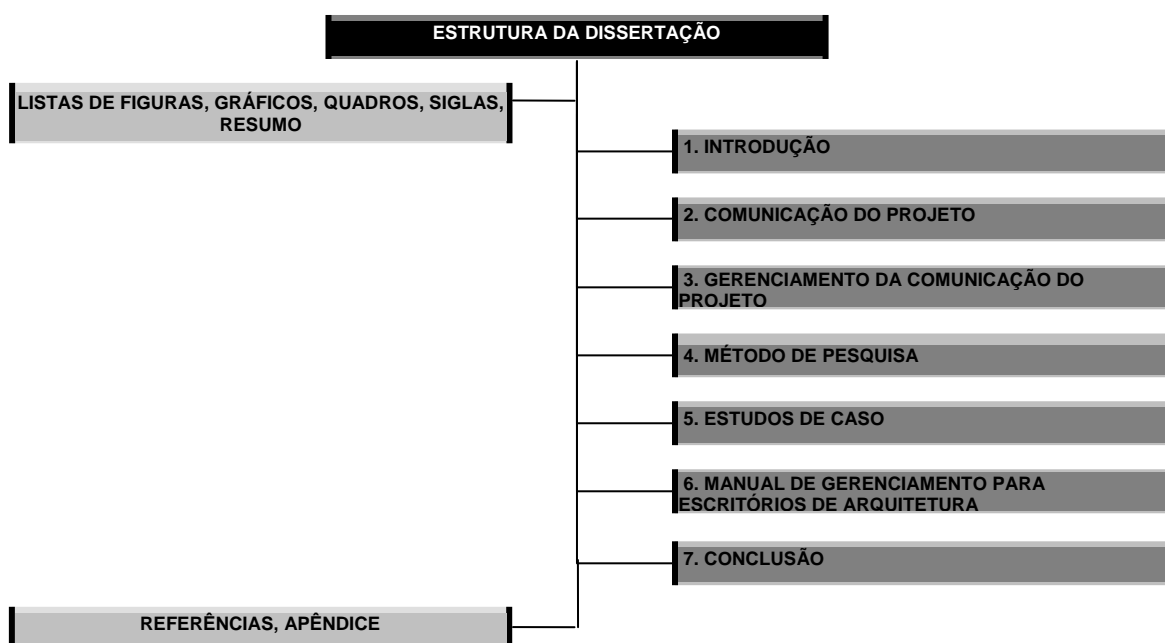 ESTRUTURA DA DISSERTAÇÃO
LISTAS DE FIGURAS, GRÁFICOS, QUADROS, SIGLAS,
RESUMO
1. INTRODUÇÃO
2. COMUNICAÇÃO DO PROJETO
3. GERENCIAMENTO DA COMUNICAÇÃO DO
PROJETO
4. MÉTODO DE PESQUISA
5. ESTUDOS DE CASO
6. MANUAL DE GERENCIAMENTO PARA
ESCRITÓRIOS DE ARQUITETURA
7. CONCLUSÃO
REFERÊNCIAS, APÊNDICE